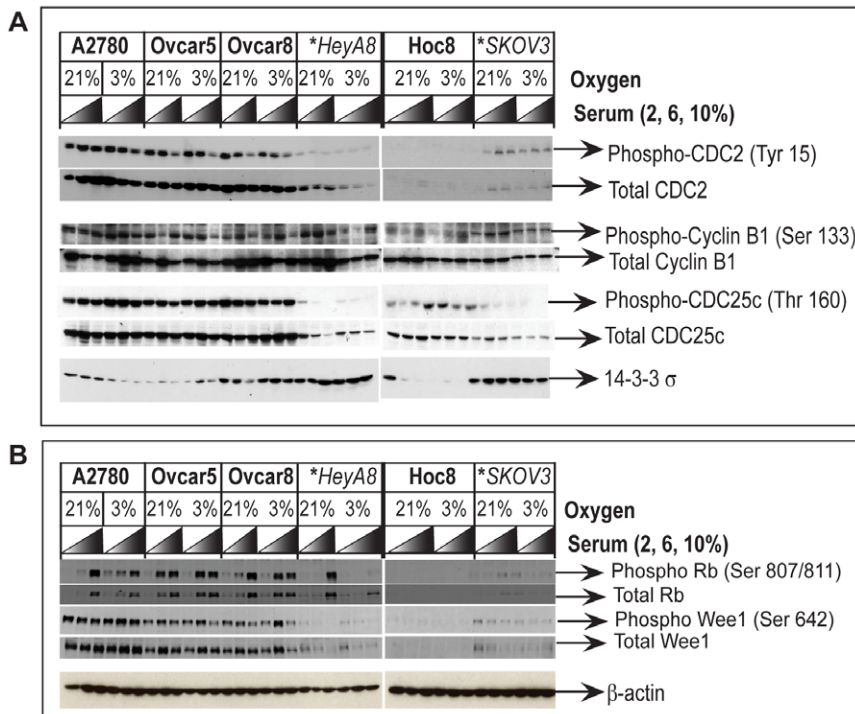 A
A2780 Ovcar5 Ovcar8 *HeyA8 Hoc8 *SKOV3
21% 3% 21% 3% 21% 3% 21% 3% 21% 3% 21% 3% Oxygen
Serum (2, 6, 10%)
Phospho-CDC2 (Tyr 15)
Total CDC2
Phospho-Cyclin B1 (Ser 133)
Total Cyclin B1
Phospho-CDC25c (Thr 160)
Total CDC25c
14-3-3 σ
B
A2780 Ovcar5 Ovcar8 *HeyA8 Hoc8 *SKOV3
21% 3% 21% 3% 21% 3% 21% 3% 21% 3% 21% 3% Oxygen
Serum (2, 6, 10%)
Phospho Rb (Ser 807/811)
Total Rb
Phospho Wee1 (Ser 642)
Total Wee1
β-actin